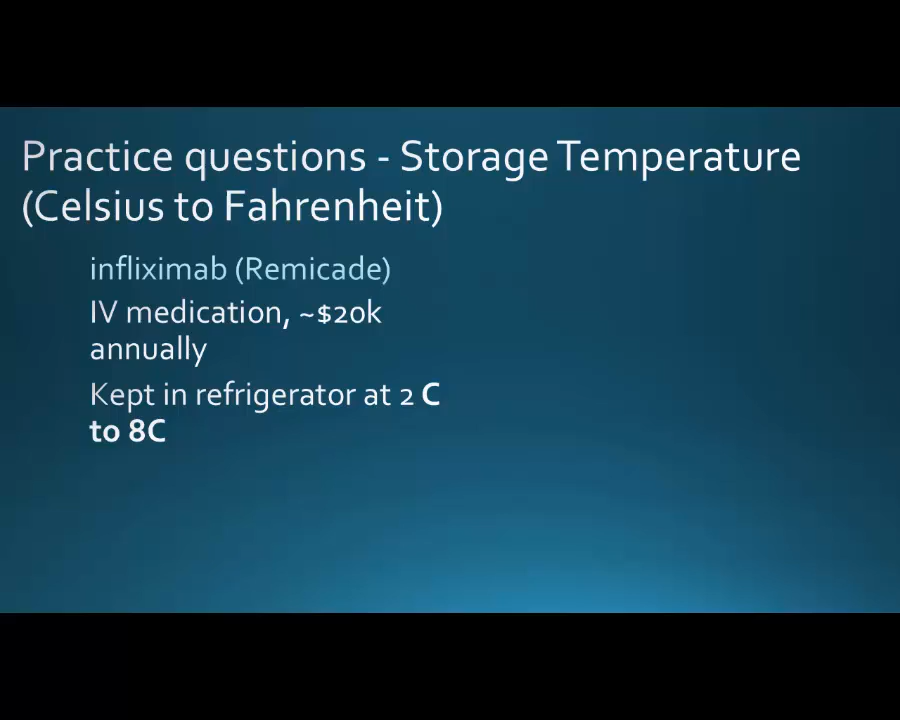 Practice questions - Storage Temperature
(Celsius to Fahrenheit)
infliximab (Remicade)
IV medication, ~$20k
annually
Kept in refrigerator at 2 C
to 8C